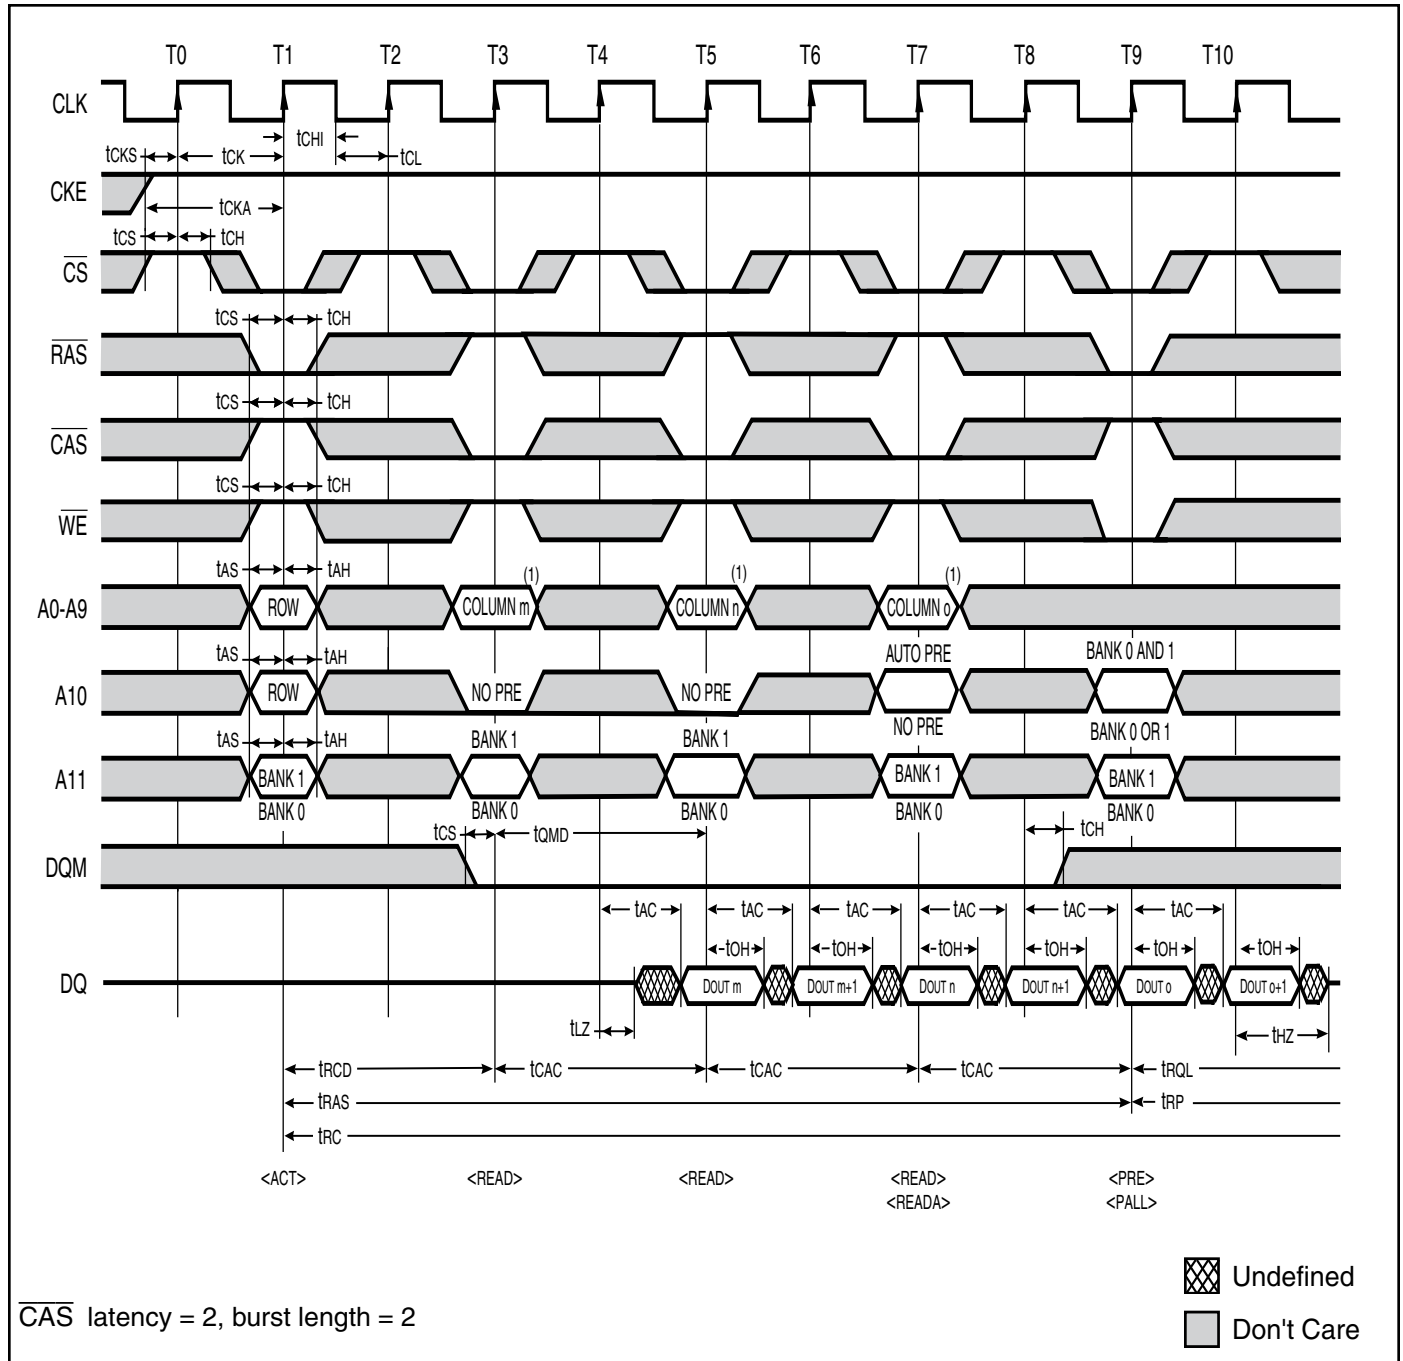 T0 T1 T2 T3 T4 T5 T6 T7 T8 T9 T10
CLK
tCHI
tCKS tCK tCL
CKE
tCKA
tCS tCH
CS
tCS tCH
RAS
tCS tCH
CAS
tCS tCH
WE
tAS tAH (1) (1) (1)
A0-A9 ROW COLUMN m COLUMN n COLUMN o
tAS tAH AUTO PRE BANK 0 AND 1
A10 ROW NO PRE NO PRE
NO PRE BANK 0 OR 1
tAS tAH BANK 1 BANK 1
A11 BANK 1 BANK 1 BANK 1
BANK 0 BANK 0 BANK 0 BANK 0 BANK 0
tCS tQMD tCH
DQM
tAC tAC tAC tAC tAC tAC
tOH tOH tOH tOH tOH tOH
DQ DOUT m DOUT m+1 DOUT n DOUT n+1 DOUT o DOUT o+1
tLZ tHZ
tRCD tCAC tCAC tCAC tRQL
tRAS tRP
tRC
<ACT> <READ> <READ> <READ> <PRE>
<READA> <PALL>
Undefined
CAS latency = 2, burst length = 2
Don't Care